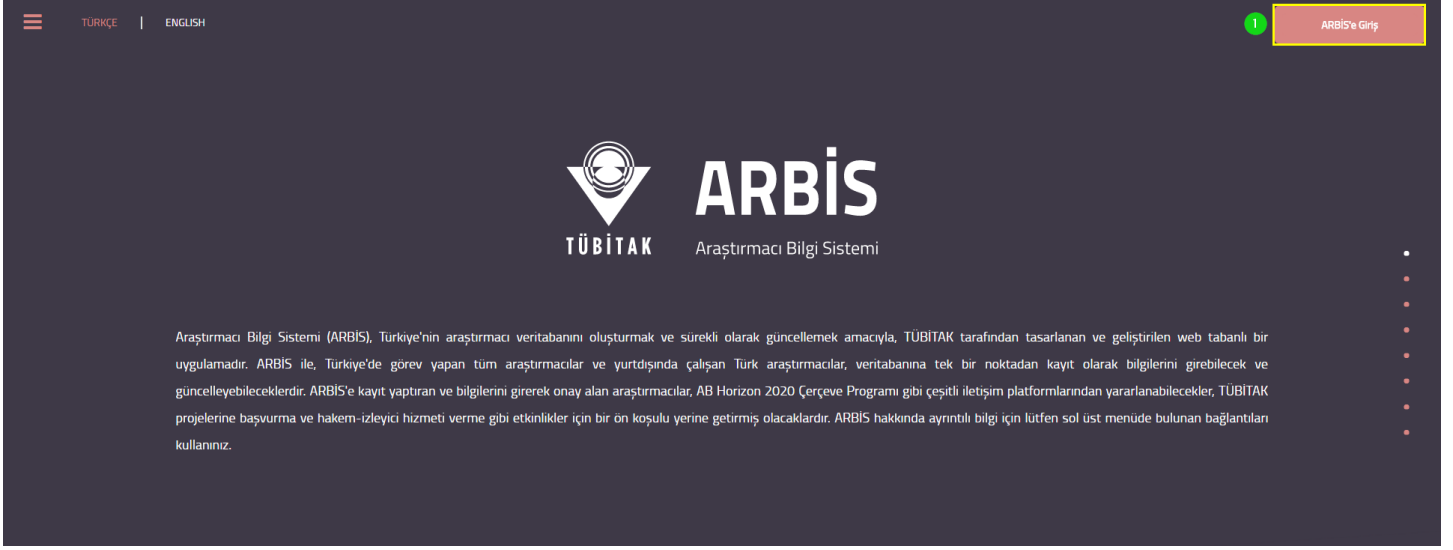 TÜRKÇE | ENGLISH
1 ARBİS'e Giriş
ARBİS
TÜBİTAK
Araştırmacı Bilgi Sistemi
Araştırmacı Bilgi Sistemi (ARBİS), Türkiye'nin araştırmacı veritabanını oluşturmak ve sürekli olarak güncellemek amacıyla, TÜBİTAK tarafından tasarlanan ve geliştirilen web tabanlı bir
uygulamadır. ARBİS ile, Türkiye'de görev yapan tüm araştırmacılar ve yurtdışında çalışan Türk araştırmacılar, veritabanına tek bir noktadan kayıt olarak bilgilerini girebilecek ve
güncelleyebileceklerdir. ARBİS'e kayıt yaptıran ve bilgilerini girerek onay alan araştırmacılar, AB Horizon 2020 Çerçeve Programı gibi çeşitli iletişim platformlarından yararlanabilecekler, TÜBİTAK
projelerine başvurma ve hakem-izleyici hizmeti verme gibi etkinlikler için bir ön koşulu yerine getirmiş olacaklardır. ARBİS hakkında ayrıntılı bilgi için lütfen sol üst menüde bulunan bağlantıları
kullanınız.